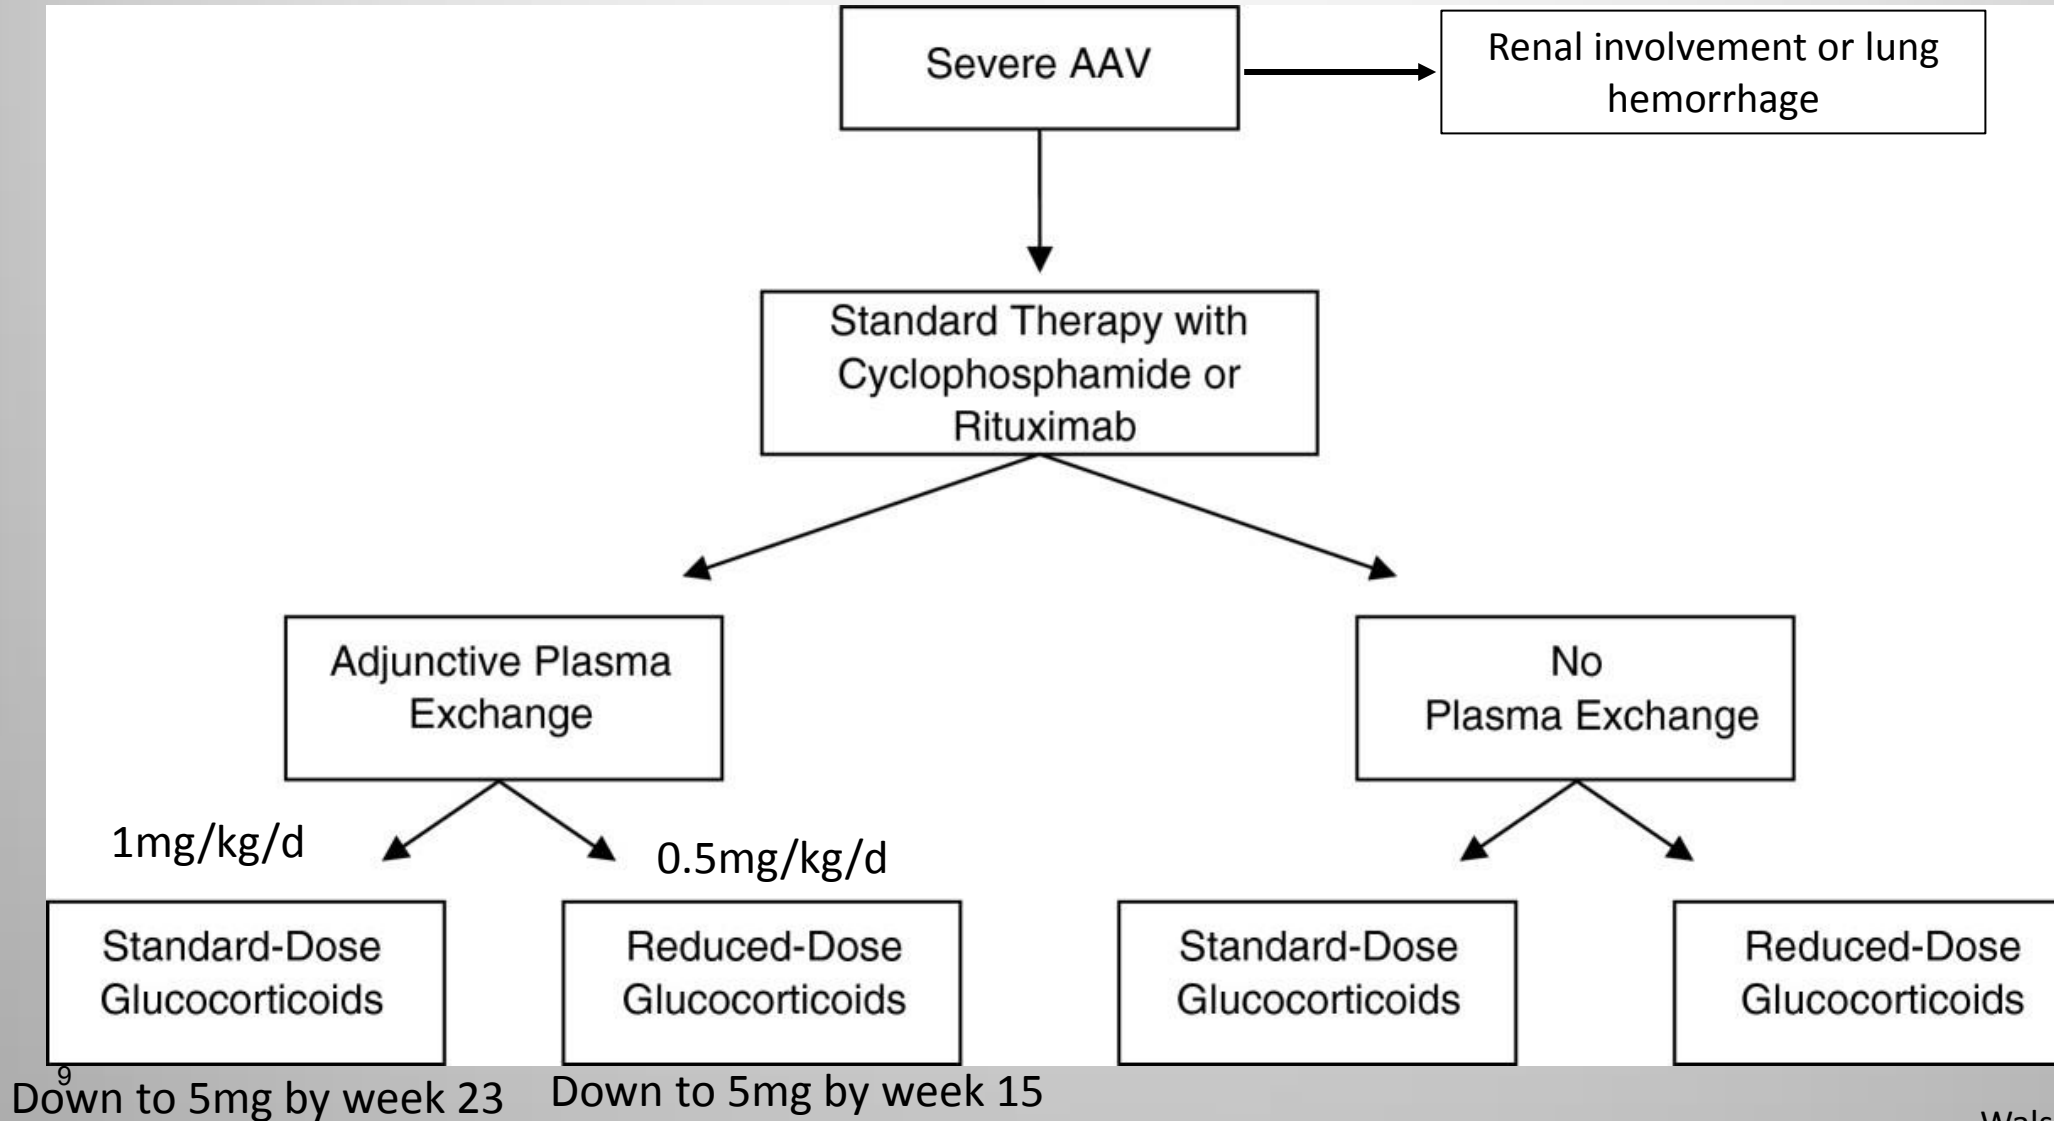 Severe AAV
Renal involvement or lung
hemorrhage
Standard Therapy with
Cyclophosphamide or
Rituximab
Adjunctive Plasma
Exchange
No
Plasma Exchange
1mg/kg/d
0.5mg/kg/d
Standard-Dose
Glucocorticoids
Reduced-Dose
Glucocorticoids
Standard-Dose
Glucocorticoids
Reduced-Dose
Glucocorticoids
9
Down to 5mg by week 23
Down to 5mg by week 15